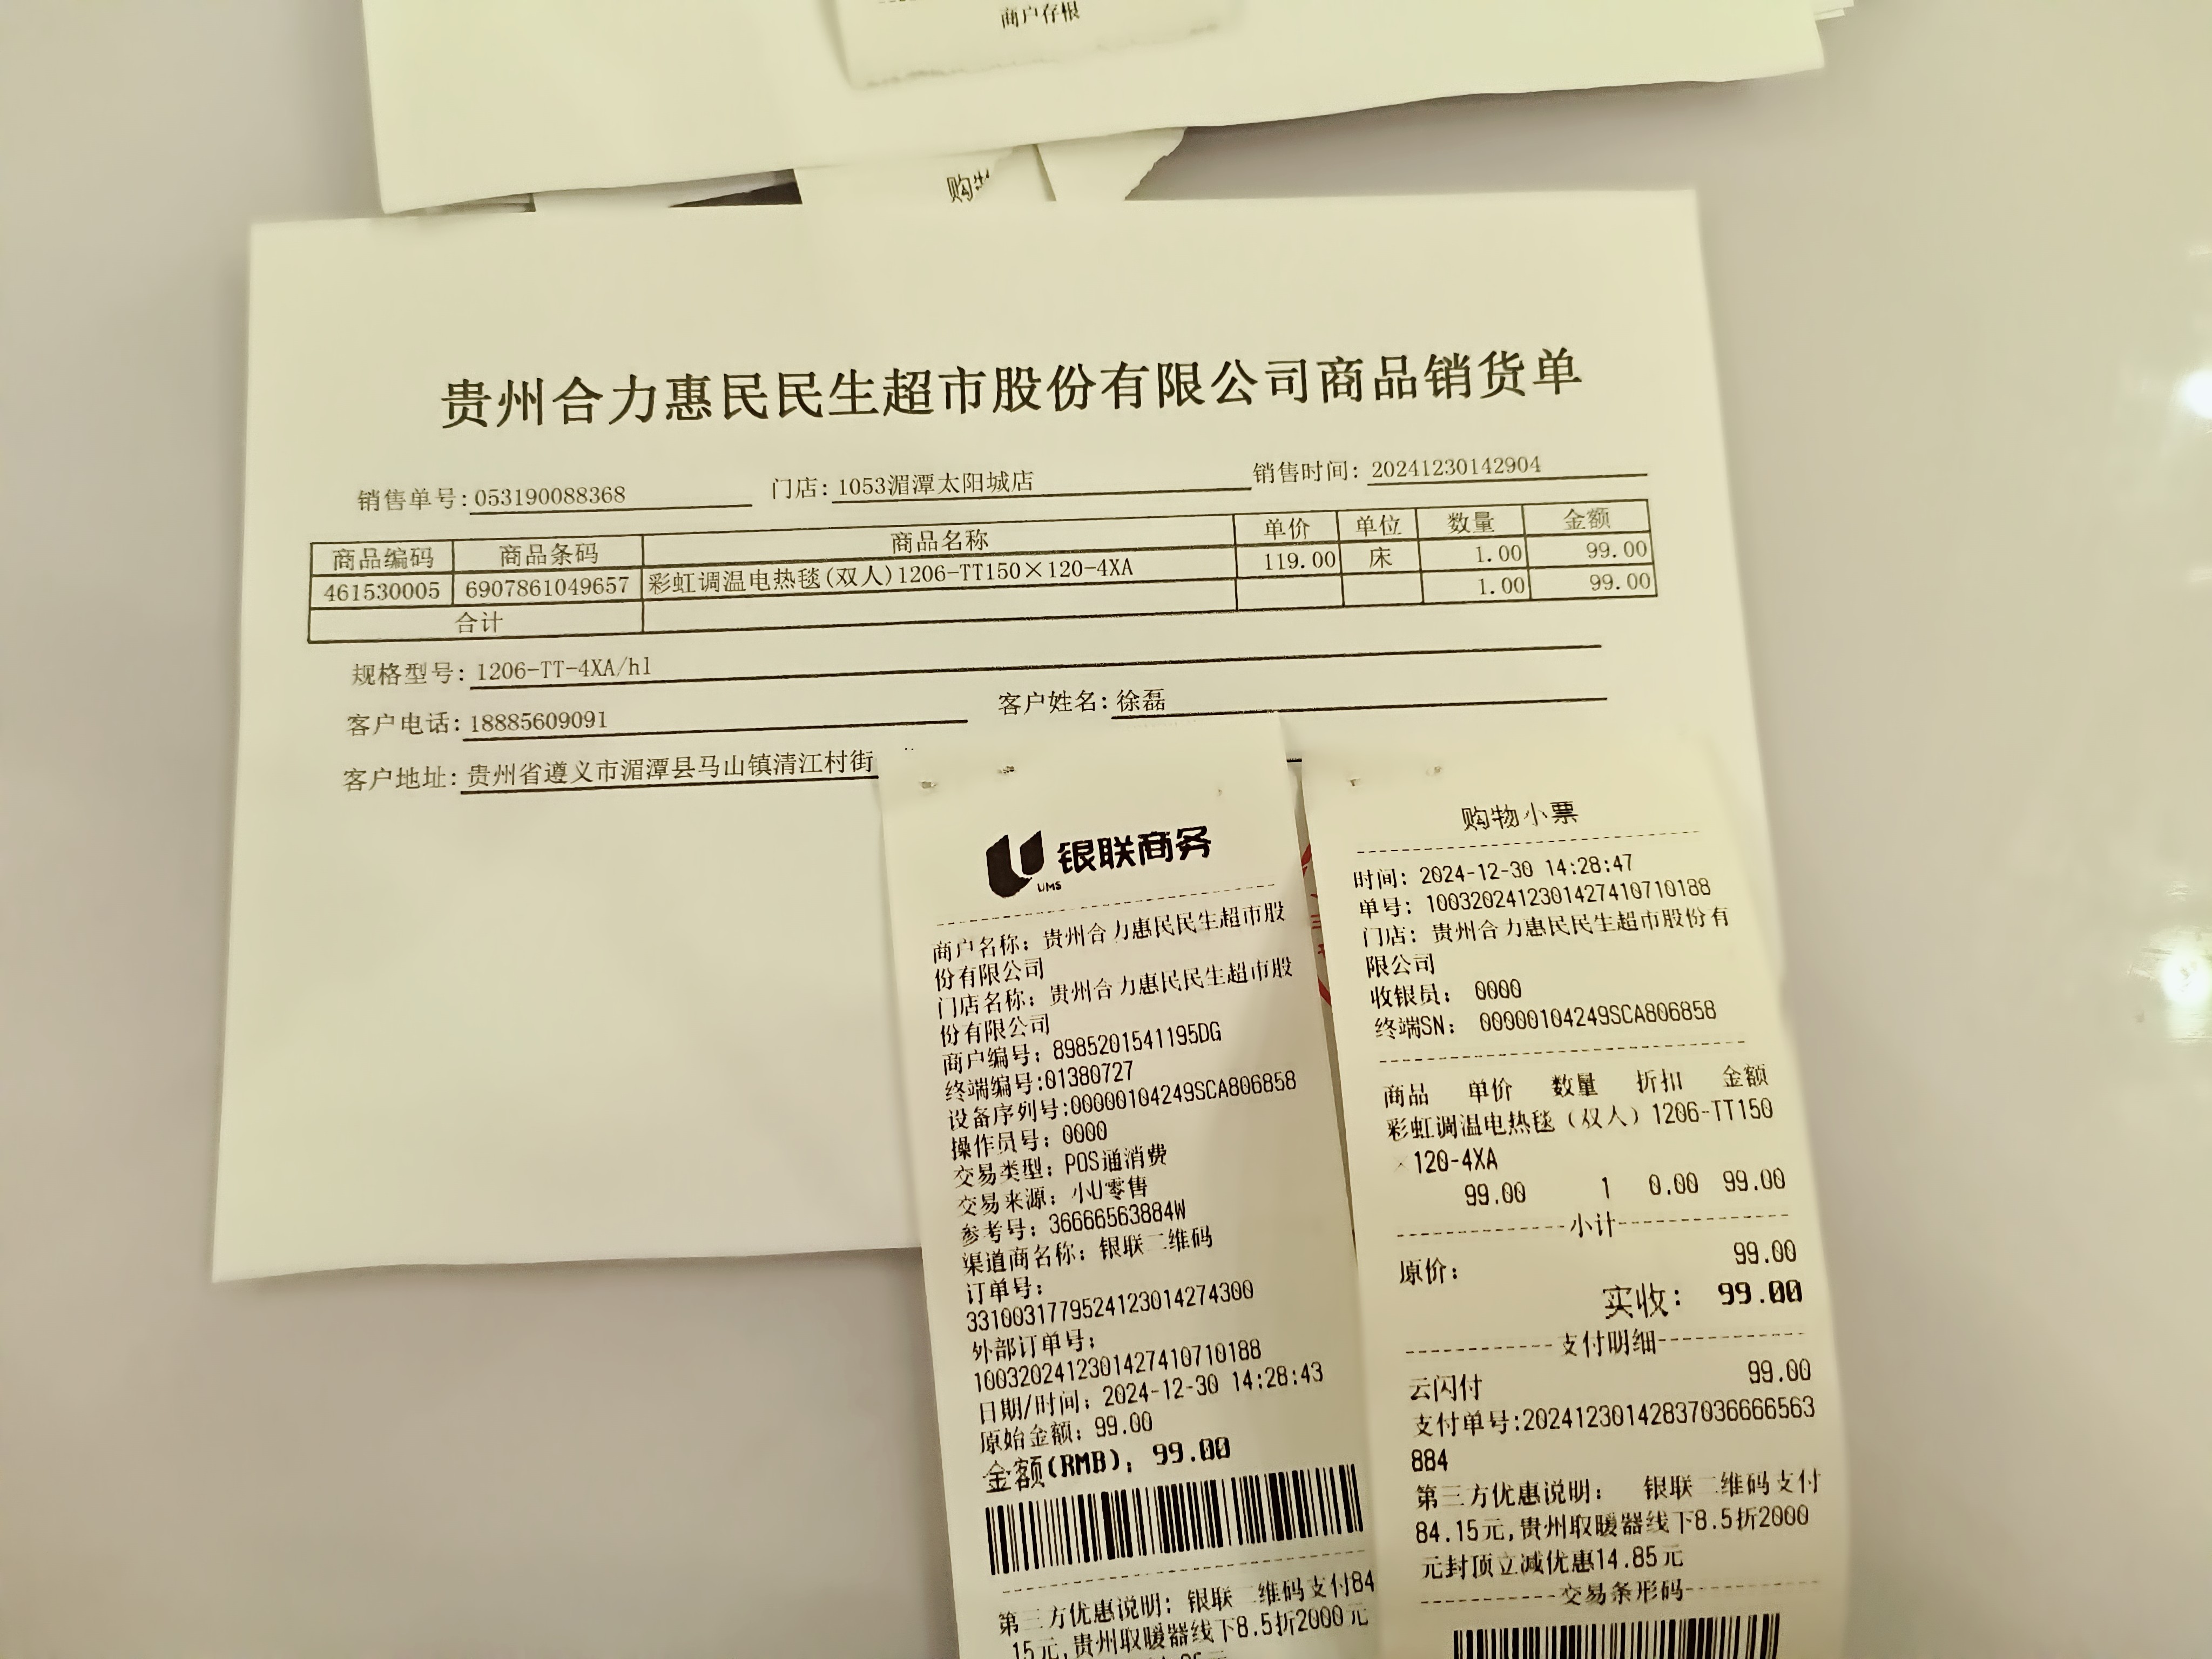 商户存根
购物
贵州合力惠民民生超市股份有限公司商品销货单
销售单号: 053190088368 门店: 1053湄潭太阳城店 销售时间: 20241230142904
商品编码 商品条码 商品名称 单价 单位 数量 金额
461530005 6907861049657 彩虹调温电热毯(双人)1206-TT150×120-4XA 119.00 床 1.00 99.00
合计 1.00 99.00
规格型号: 1206-TT-4XA/hl
客户电话: 18885609091 客户姓名: 徐磊
客户地址: 贵州省遵义市湄潭县马山镇清江村街
UMS 银联商务
商户名称: 贵州合力惠民民生超市股
份有限公司
门店名称: 贵州合力惠民民生超市股
份有限公司
商户编号: 8985201541195DG
终端编号:01380727
设备序列号:00000104249SCA806858
操作员号: 0000
交易类型: POS通消费
交易来源: 小U零售
参考号: 36666563884W
渠道商名称: 银联二维码
订单号:
33100317795241230142743​00
外部订单号:
10032024123014274​10710188
日期/时间: 2024-12-30 14:28:43
原始金额: 99.00
金额(RMB): 99.00
第三方优惠说明: 银联二维码支付84
15元,贵州取暖器线下8.5折2000元
购物小票
时间: 2024-12-30 14:28:47
单号: 1003202412301427410710188
门店: 贵州合力惠民民生超市股份有
限公司
收银员: 0000
终端SN: 00000104249SCA806858
商品 单价 数量 折扣 金额
彩虹调温电热毯（双人）1206-TT150
×120-4XA
99.00 1 0.00 99.00
小计
原价: 99.00
实收: 99.00
支付明细
云闪付 99.00
支付单号:202412301428370366​66563
884
第三方优惠说明: 银联二维码支付
84.15元,贵州取暖器线下8.5折2000
元封顶立减优惠14.85元
交易条形码